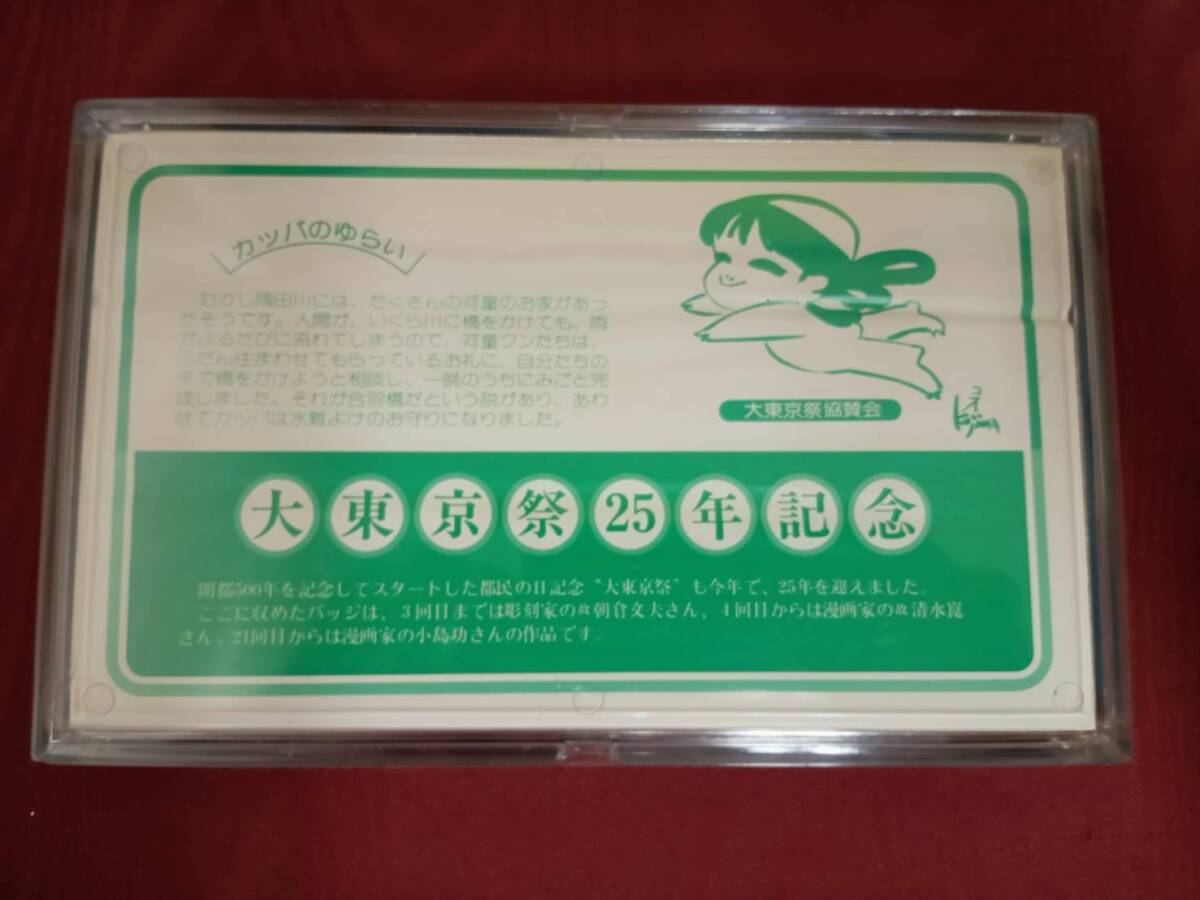 カッパのゆらい
むかし隅田川には、たくさんの河童のお家があっ
たそうです。人間が、いくら川に橋をかけても、雨
がふるたびに流れてしまうので、河童クンたちは、
ふだん住まわせてもらっているお礼に、自分たちの
手で橋をかけようと相談し、一晩のうちにみごと完
成しました。それが合羽橋だという説があり、あわ
せてカッパは水難よけのお守りになりました。
大東京祭協賛会
大東京祭25年記念
開都500年を記念してスタートした都民の日記念“大東京祭”も今年で、25年を迎えました。
ここに収めたバッジは、3回目までは彫刻家の故朝倉文夫さん、4回目からは漫画家の故清水崑
さん、21回目からは漫画家の小島功さんの作品です。